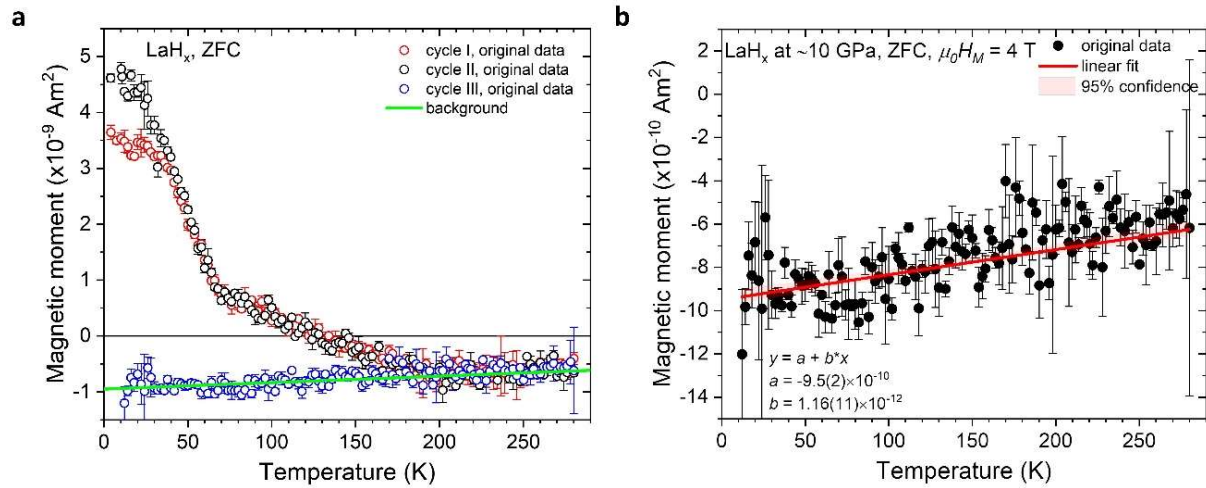 a
LaHₓ, ZFC
cycle I, original data
cycle II, original data
cycle III, original data
background
Magnetic moment (x10⁻⁹ Am²)
5
4
3
2
1
0
-1
0 50 100 150 200 250
Temperature (K)
b
LaHₓ at ~10 GPa, ZFC, μ₀H_M = 4 T
original data
linear fit
95% confidence
Magnetic moment (x10⁻¹⁰ Am²)
2
0
-2
-4
-6
-8
-10
-12
-14
y = a + b*x
a = -9.5(2)×10⁻¹⁰
b = 1.16(11)×10⁻¹²
0 50 100 150 200 250
Temperature (K)